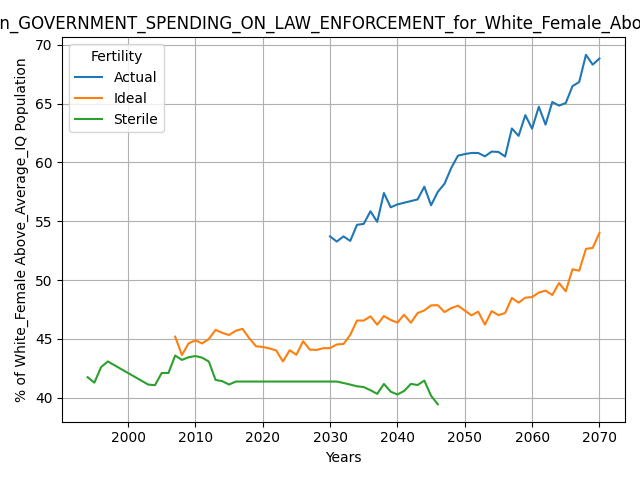 n_GOVERNMENT_SPENDING_ON_LAW_ENFORCEMENT_for_White_Female_Abo
% of White_Female Above_Average_IQ Population
70
65
60
55
50
45
40
Fertility
Actual
Ideal
Sterile
2000 2010 2020 2030 2040 2050 2060 2070
Years